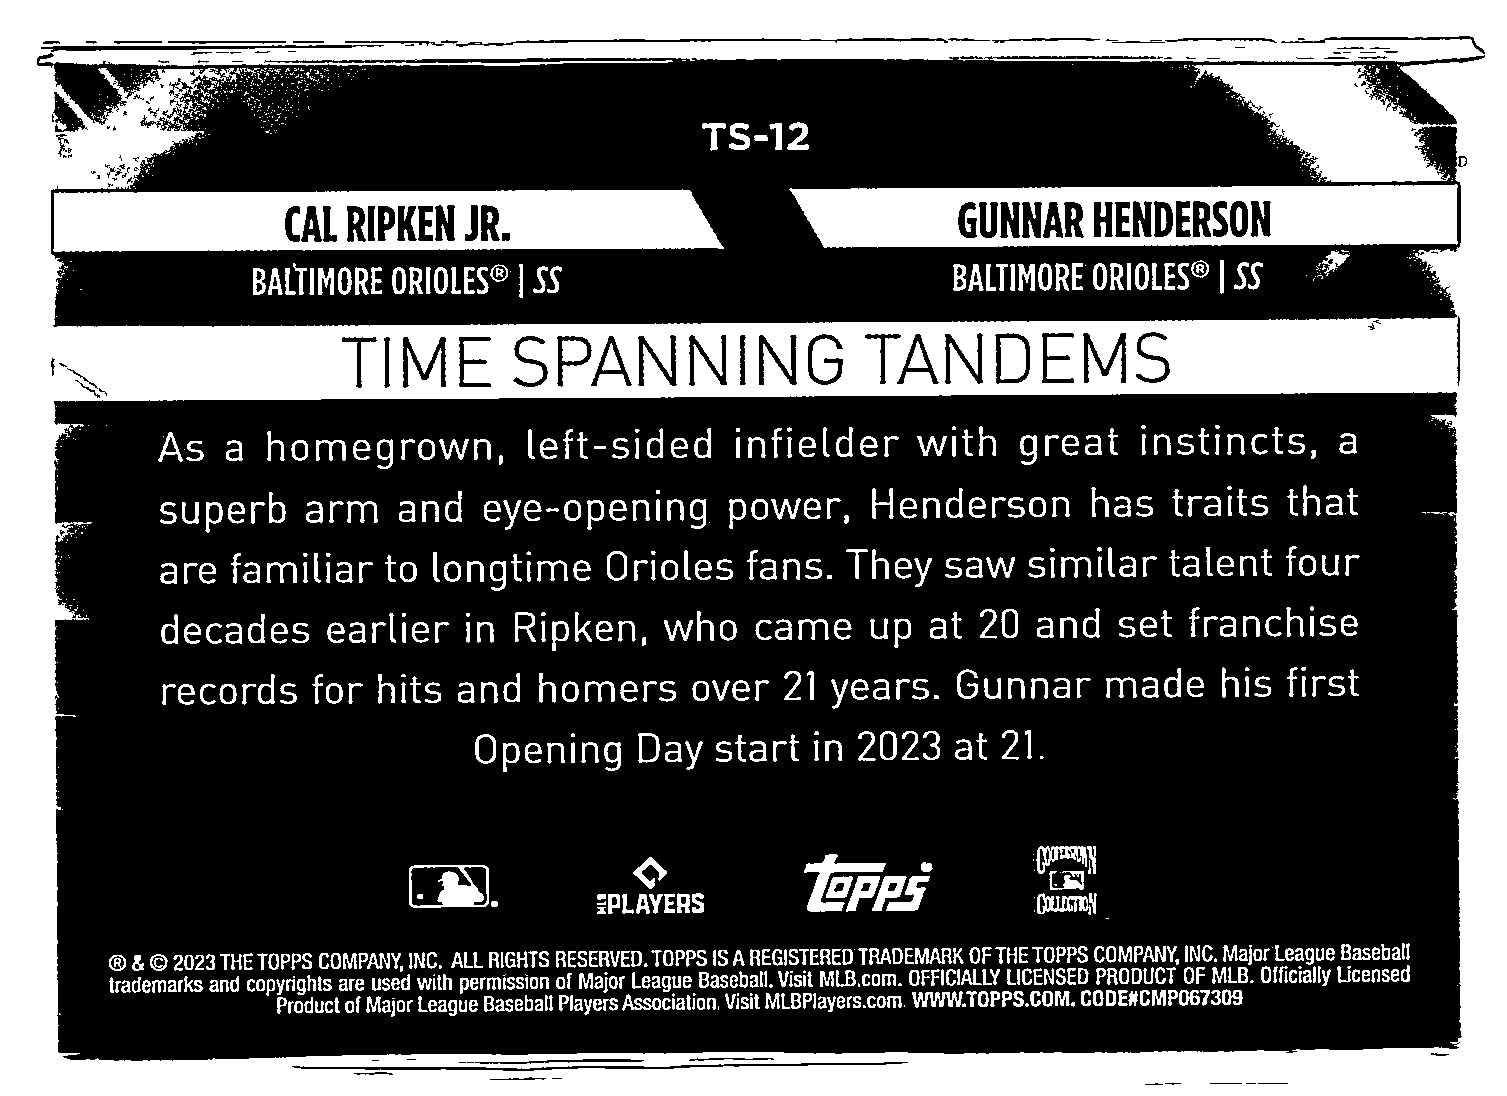 TS-12
CAL RIPKEN JR.
GUNNAR HENDERSON
BALTIMORE ORIOLES® | SS
BALTIMORE ORIOLES® | SS
TIME SPANNING TANDEMS
As a homegrown, left-sided infielder with great instincts, a
superb arm and eye-opening power, Henderson has traits that
are familiar to longtime Orioles fans. They saw similar talent four
decades earlier in Ripken, who came up at 20 and set franchise
records for hits and homers over 21 years. Gunnar made his first
Opening Day start in 2023 at 21.
PLAYERS
topps
COOPERSTOWN
COLLECTION
® & © 2023 THE TOPPS COMPANY, INC. ALL RIGHTS RESERVED. TOPPS IS A REGISTERED TRADEMARK OF THE TOPPS COMPANY, INC. Major League Baseball
trademarks and copyrights are used with permission of Major League Baseball. Visit MLB.com. OFFICIALLY LICENSED PRODUCT OF MLB. Officially Licensed
Product of Major League Baseball Players Association. Visit MLBPlayers.com. WWW.TOPPS.COM. CODE#CMP067309